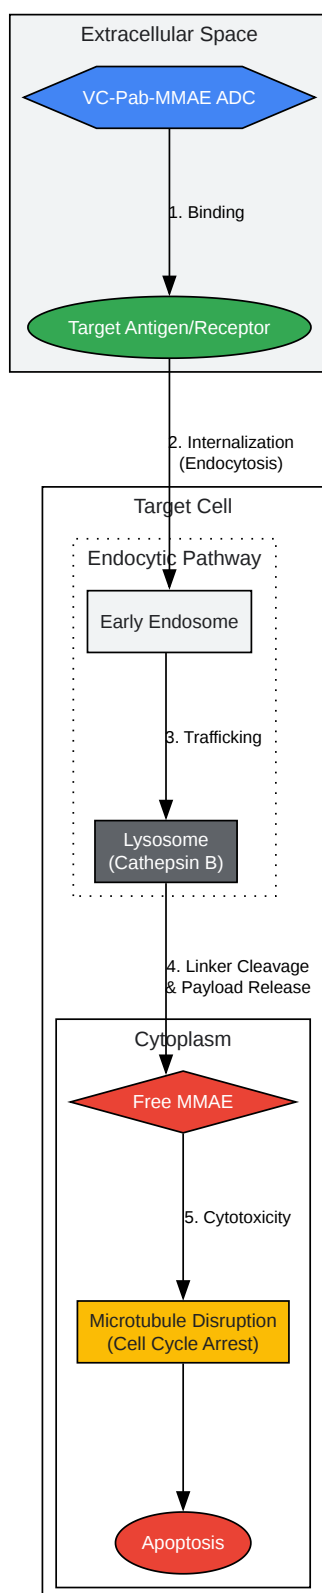 Extracellular Space
VC-Pab-MMAE ADC
1. Binding
Target Antigen/Receptor
2. Internalization
(Endocytosis)
Target Cell
Endocytic Pathway
Early Endosome
3. Trafficking
Lysosome
(Cathepsin B)
4. Linker Cleavage
& Payload Release
Cytoplasm
Free MMAE
5. Cytotoxicity
Microtubule Disruption
(Cell Cycle Arrest)
Apoptosis